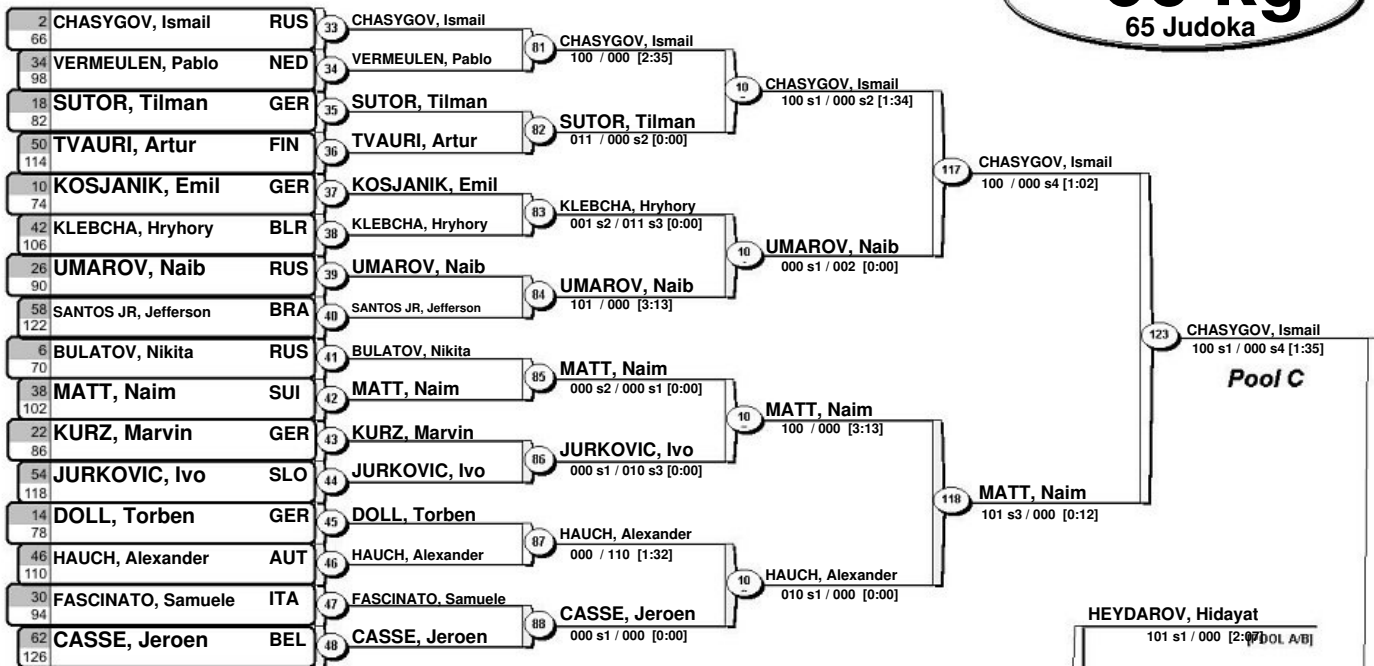 65 Judoka
2 CHASYGOV, Ismail RUS
66
34 VERMEULEN, Pablo NED
98
18 SUTOR, Tilman GER
82
50 TVAURI, Artur FIN
114
10 KOSJANIK, Emil GER
74
42 KLEBCHA, Hryhory BLR
106
26 UMAROV, Naib RUS
90
58 SANTOS JR, Jefferson BRA
122
6 BULATOV, Nikita RUS
70
38 MATT, Naim SUI
102
22 KURZ, Marvin GER
86
54 JURKOVIC, Ivo SLO
118
14 DOLL, Torben GER
78
46 HAUCH, Alexander AUT
110
30 FASCINATO, Samuele ITA
94
62 CASSE, Jeroen BEL
126
33 CHASYGOV, Ismail
34 VERMEULEN, Pablo
35 SUTOR, Tilman
36 TVAURI, Artur
37 KOSJANIK, Emil
38 KLEBCHA, Hryhory
39 UMAROV, Naib
40 SANTOS JR, Jefferson
41 BULATOV, Nikita
42 MATT, Naim
43 KURZ, Marvin
44 JURKOVIC, Ivo
45 DOLL, Torben
46 HAUCH, Alexander
47 FASCINATO, Samuele
48 CASSE, Jeroen
81 CHASYGOV, Ismail
100 / 000 [2:35]
82 SUTOR, Tilman
011 / 000 s2 [0:00]
83 KLEBCHA, Hryhory
001 s2 / 011 s3 [0:00]
84 UMAROV, Naib
101 / 000 [3:13]
85 MATT, Naim
000 s2 / 000 s1 [0:00]
86 JURKOVIC, Ivo
000 s1 / 010 s3 [0:00]
87 HAUCH, Alexander
000 / 110 [1:32]
88 CASSE, Jeroen
000 s1 / 000 [0:00]
10 CHASYGOV, Ismail
100 s1 / 000 s2 [1:34]
10 UMAROV, Naib
000 s1 / 002 [0:00]
10 MATT, Naim
100 / 000 [3:13]
10 HAUCH, Alexander
010 s1 / 000 [0:00]
117 CHASYGOV, Ismail
100 / 000 s4 [1:02]
118 MATT, Naim
101 s3 / 000 [0:12]
123 CHASYGOV, Ismail
100 s1 / 000 s4 [1:35]
Pool C
HEYDAROV, Hidayat
101 s1 / 000 [2:07]